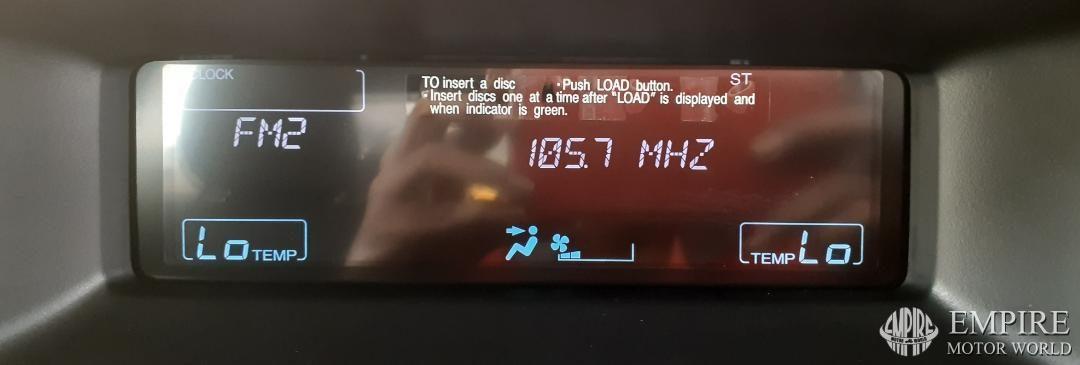 CLOCK
TO insert a disc ・Push LOAD button.
・Insert discs one at a time after "LOAD" is displayed and
when indicator is green.
ST
FM2
105.7 MHZ
Lo TEMP
TEMP Lo
EMPIRE
EMPIRE
MOTOR WORLD